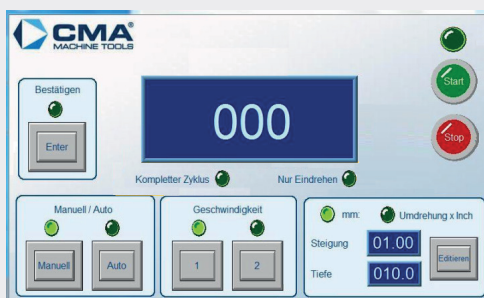 CMA®
MACHINE TOOLS
Bestätigen
Enter
000
Start
Stop
Kompletter Zyklus
Nur Eindrehen
Manuell / Auto
Manuell
Auto
Geschwindigkeit
1
2
mm:
Umdrehung x Inch
Steigung
01.00
Tiefe
010.0
Editieren